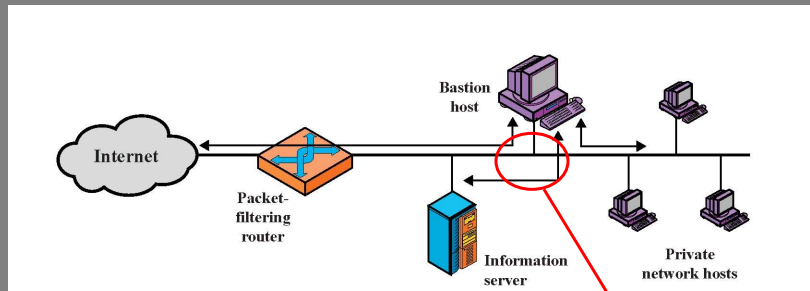 Bastion
host
Internet
Packet-
filtering
router
Information
server
Private
network hosts